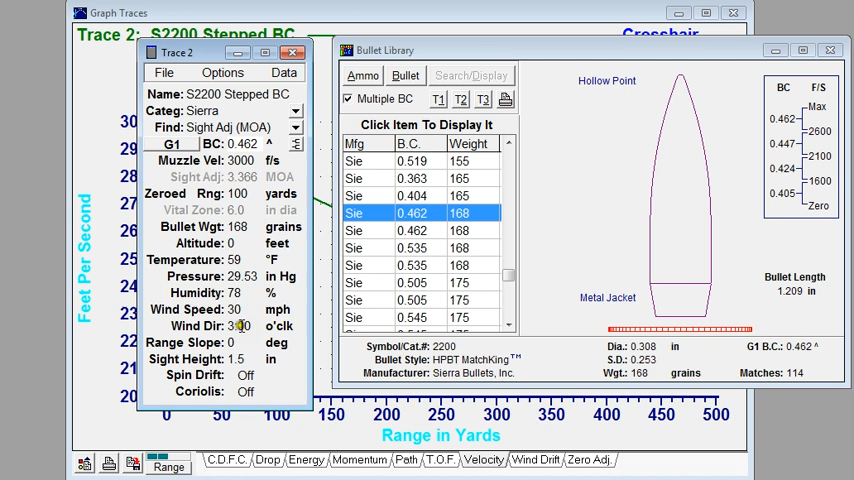 Graph Traces
Trace 2: S2200 Stepped BC
Crosshair
Trace 2
File Options Data
Name: S2200 Stepped BC
Categ: Sierra
Find: Sight Adj (MOA)
G1 BC: 0.462 ^
Muzzle Vel: 3000 f/s
Sight Adj: 3.366 MOA
Zeroed Rng: 100 yards
Vital Zone: 6.0 in dia
Bullet Wgt: 168 grains
Altitude: 0 feet
Temperature: 59 °F
Pressure: 29.53 in Hg
Humidity: 78 %
Wind Speed: 30 mph
Wind Dir: o'clk
Range Slope: 0 deg
Sight Height: 1.5 in
Spin Drift: Off
Coriolis: Off
Bullet Library
Ammo Bullet Search/Display
Multiple BC T1 T2 T3
Click Item To Display It
Mfg B.C. Weight
Sie 0.519 155
Sie 0.363 165
Sie 0.404 165
Sie 0.462 168
Sie 0.462 168
Sie 0.535 168
Sie 0.535 168
Sie 0.505 175
Sie 0.505 175
Sie 0.545 175
Hollow Point
Metal Jacket
BC F/S
Max
0.462
2600
0.447
2100
0.424
1600
0.405
Zero
Bullet Length
1.209 in
Symbol/Cat.#: 2200
Bullet Style: HPBT MatchKing™
Manufacturer: Sierra Bullets, Inc.
Dia.: 0.308 in
S.D.: 0.253
Wgt.: 168 grains
G1 B.C.: 0.462 ^
Matches: 114
Feet Per Second
30
29
28
27
26
25
24
23
22
21
20
0 50 100 150 200 250 300 350 400 450 500
Range in Yards
Range
C.D.F.C. Drop Energy Momentum Path T.O.F. Velocity Wind Drift Zero Adj.